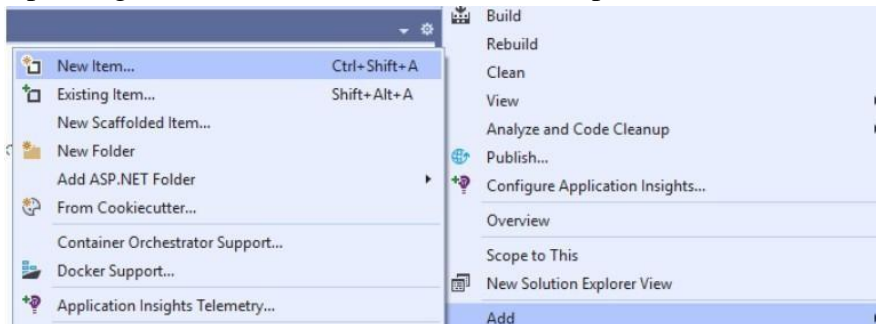 New Item... Ctrl+Shift+A
Existing Item... Shift+Alt+A
New Scaffolded Item...
New Folder
Add ASP.NET Folder
From Cookiecutter...
Container Orchestrator Support...
Docker Support...
Application Insights Telemetry...
Build
Rebuild
Clean
View
Analyze and Code Cleanup
Publish...
Configure Application Insights...
Overview
Scope to This
New Solution Explorer View
Add